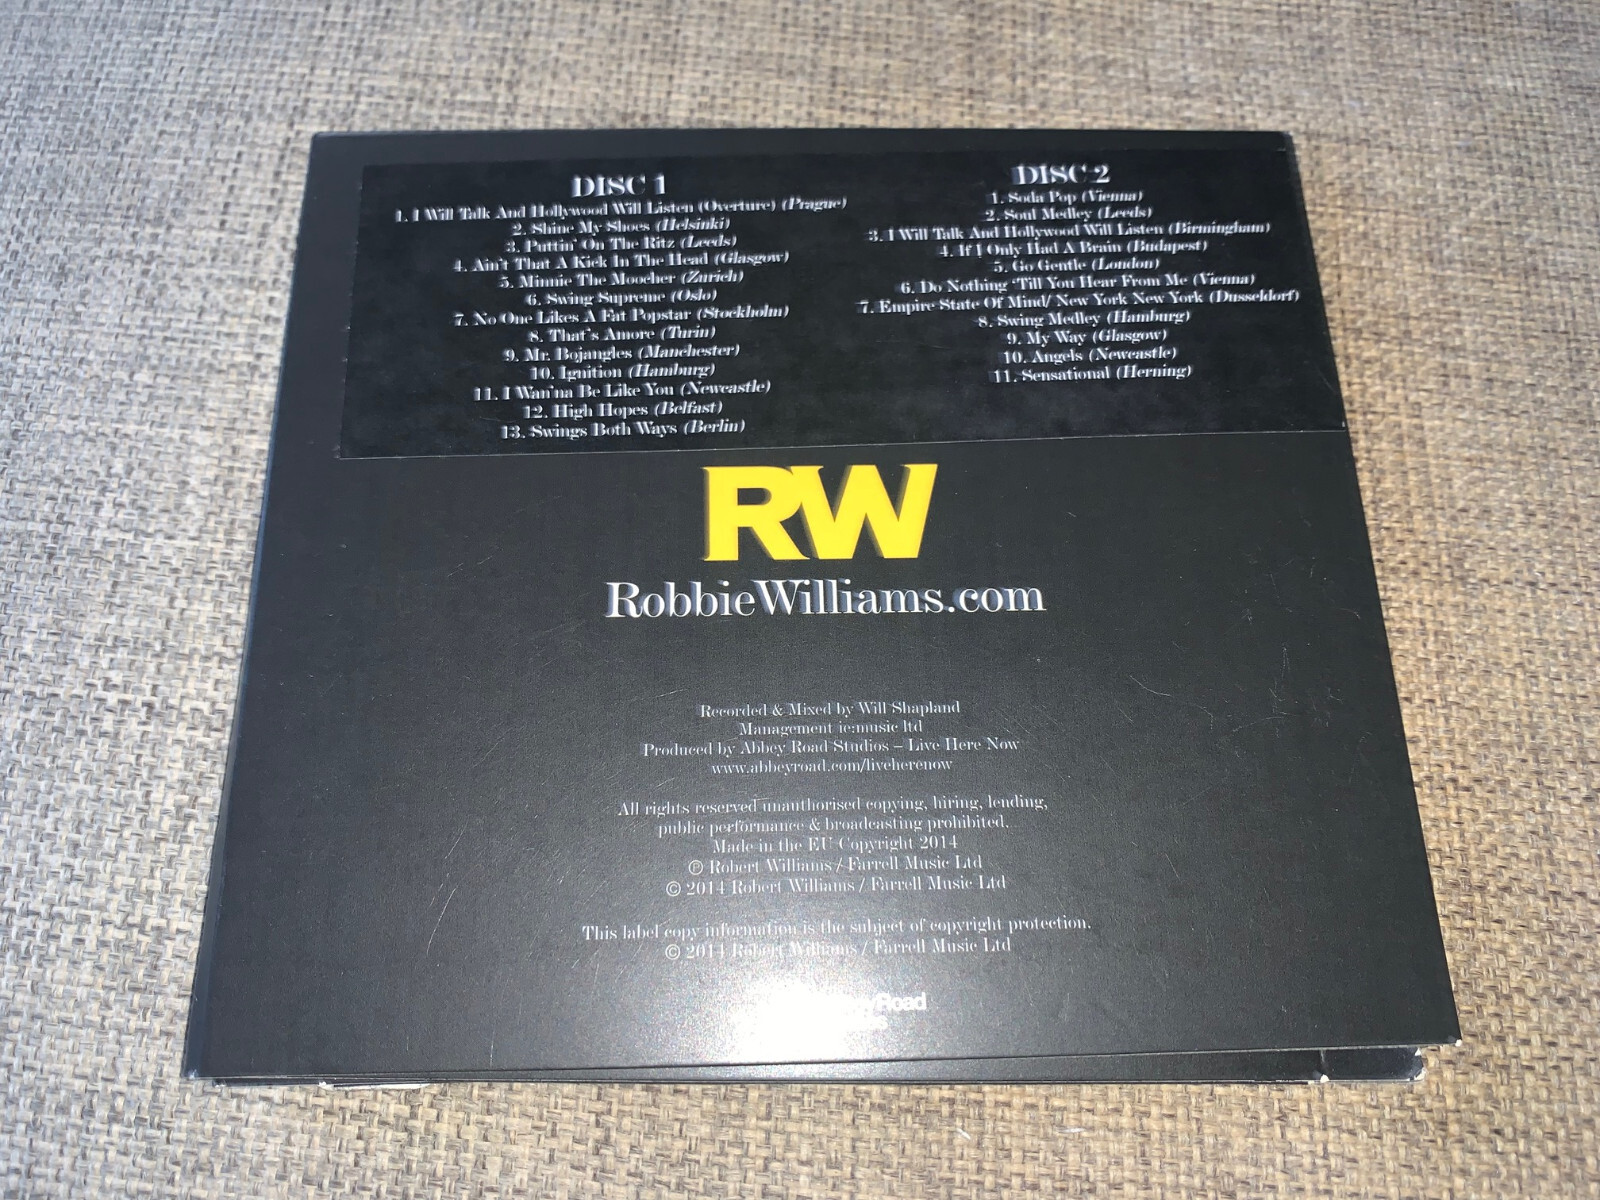 DISC 1
1. I Will Talk And Hollywood Will Listen (Overture) (Prague)
2. Shine My Shoes (Helsinki)
3. Puttin' On The Ritz (Leeds)
4. Ain't That A Kick In The Head (Glasgow)
5. Minnie The Moocher (Zurich)
6. Swing Supreme (Oslo)
7. No One Likes A Fat Popstar (Stockholm)
8. That's Amore (Turin)
9. Mr. Bojangles (Manchester)
10. Ignition (Hamburg)
11. I Wan'na Be Like You (Newcastle)
12. High Hopes (Belfast)
13. Swings Both Ways (Berlin)
DISC 2
1. Soda Pop (Vienna)
2. Soul Medley (Leeds)
3. I Will Talk And Hollywood Will Listen (Birmingham)
4. If I Only Had A Brain (Budapest)
5. Go Gentle (London)
6. Do Nothing 'Till You Hear From Me (Vienna)
7. Empire State Of Mind/ New York New York (Dusseldorf)
8. Swing Medley (Hamburg)
9. My Way (Glasgow)
10. Angels (Newcastle)
11. Sensational (Herning)
RW
RobbieWilliams.com
Recorded & Mixed by Will Shapland
Management ie:music ltd
Produced by Abbey Road Studios – Live Here Now
www.abbeyroad.com/liveherenow
All rights reserved unauthorised copying, hiring, lending,
public performance & broadcasting prohibited.
Made in the EU Copyright 2014
℗ Robert Williams / Farrell Music Ltd
© 2014 Robert Williams / Farrell Music Ltd
This label copy information is the subject of copyright protection.
© 2014 Robert Williams / Farrell Music Ltd
Road